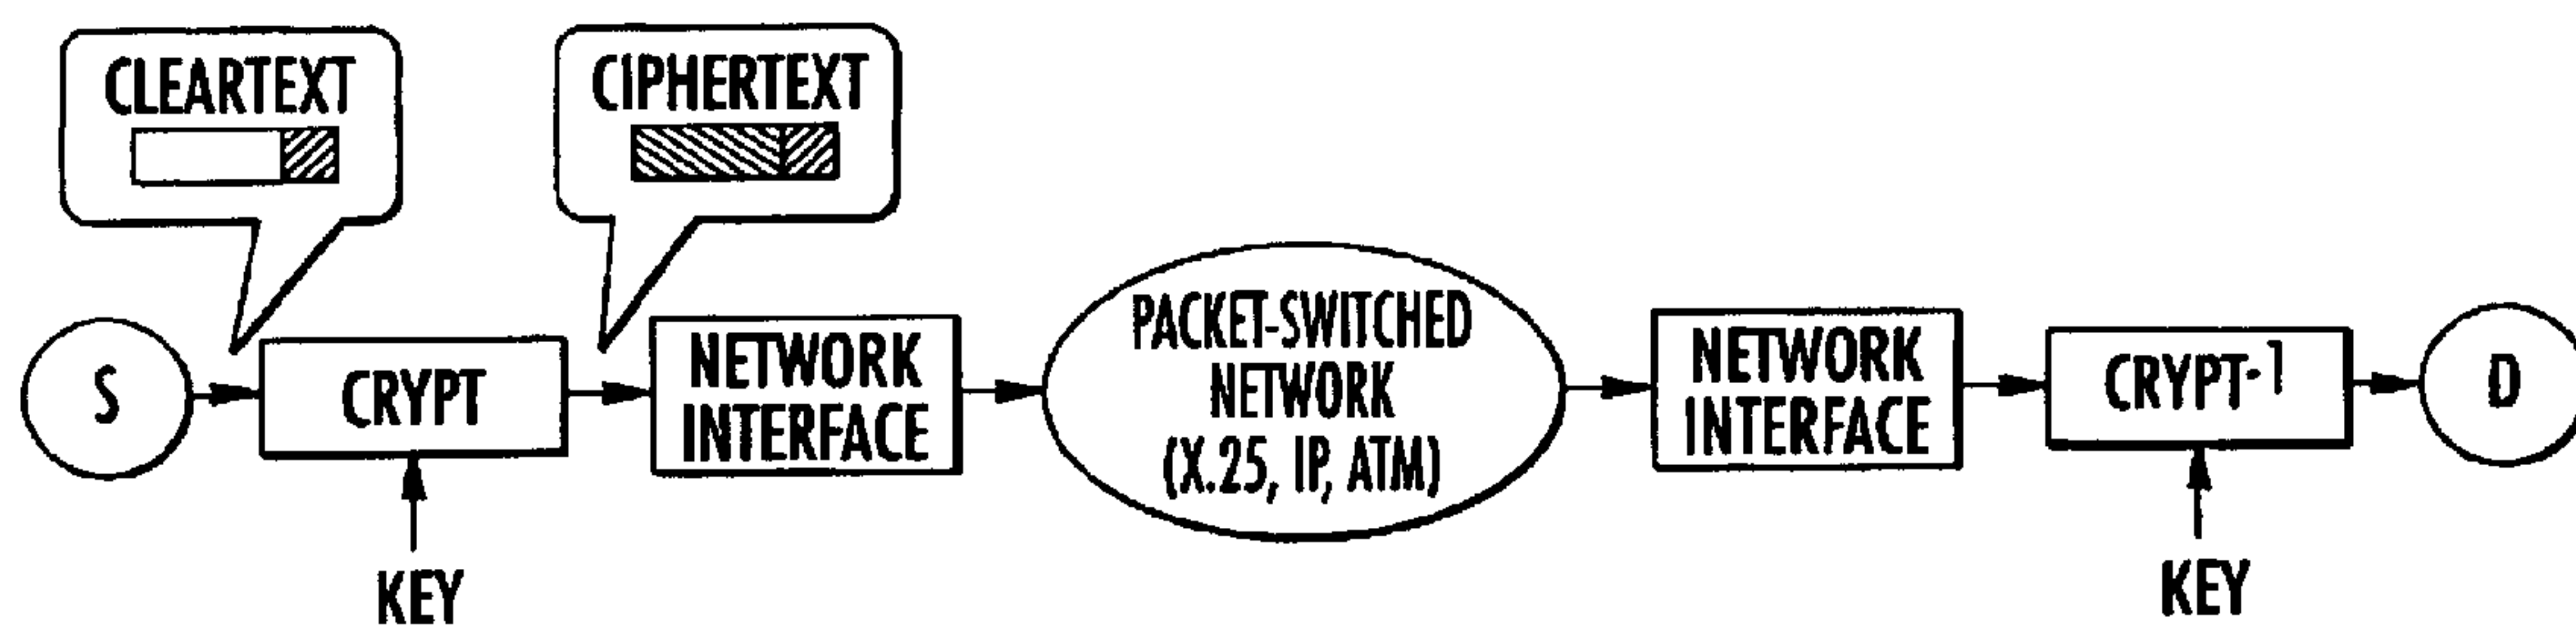 CLEARTEXT
CIPHERTEXT
S
CRYPT
NETWORK
INTERFACE
PACKET-SWITCHED
NETWORK
(X.25, IP, ATM)
NETWORK
INTERFACE
CRYPT-1
D
KEY
KEY